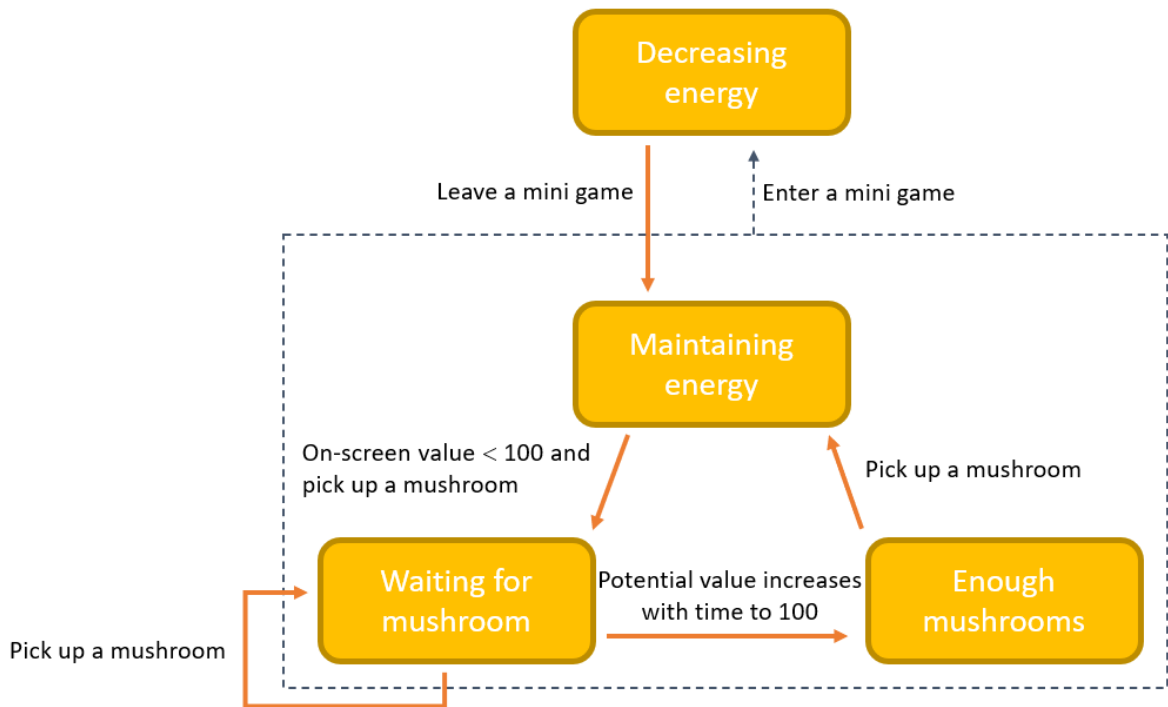 Decreasing
energy
Leave a mini game
Enter a mini game
Maintaining
energy
On-screen value < 100 and
pick up a mushroom
Pick up a mushroom
Waiting for
mushroom
Potential value increases
with time to 100
Enough
mushrooms
Pick up a mushroom